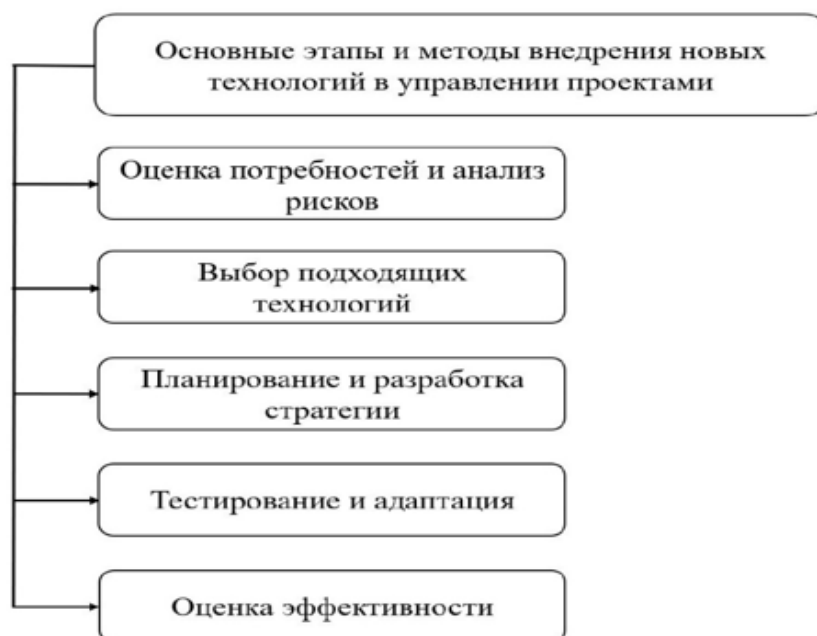 Основные этапы и методы внедрения новых
технологий в управлении проектами
Оценка потребностей и анализ
рисков
Выбор подходящих
технологий
Планирование и разработка
стратегии
Тестирование и адаптация
Оценка эффективности